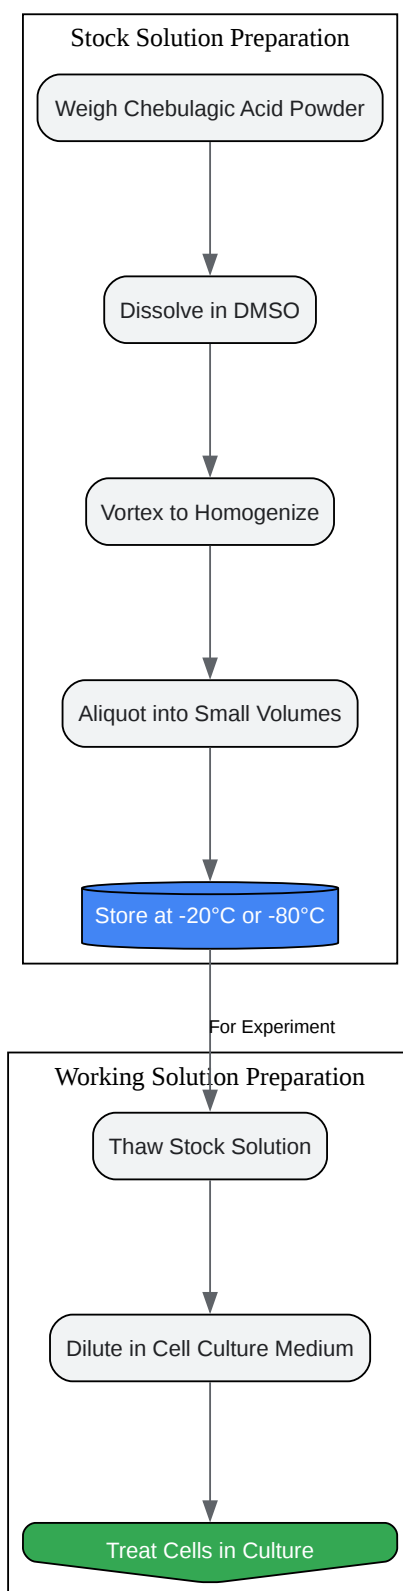 Stock Solution Preparation
Weigh Chebulagic Acid Powder
Dissolve in DMSO
Vortex to Homogenize
Aliquot into Small Volumes
Store at -20°C or -80°C
For Experiment
Working Solution Preparation
Thaw Stock Solution
Dilute in Cell Culture Medium
Treat Cells in Culture